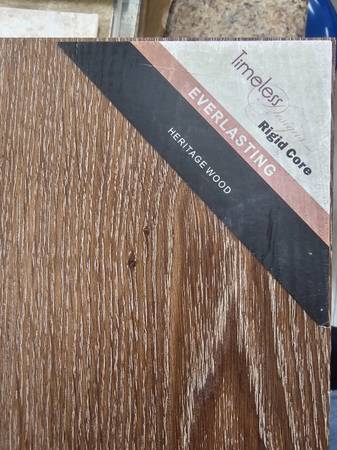 Timeless
Designs
Rigid Core
EVERLASTING
HERITAGE WOOD